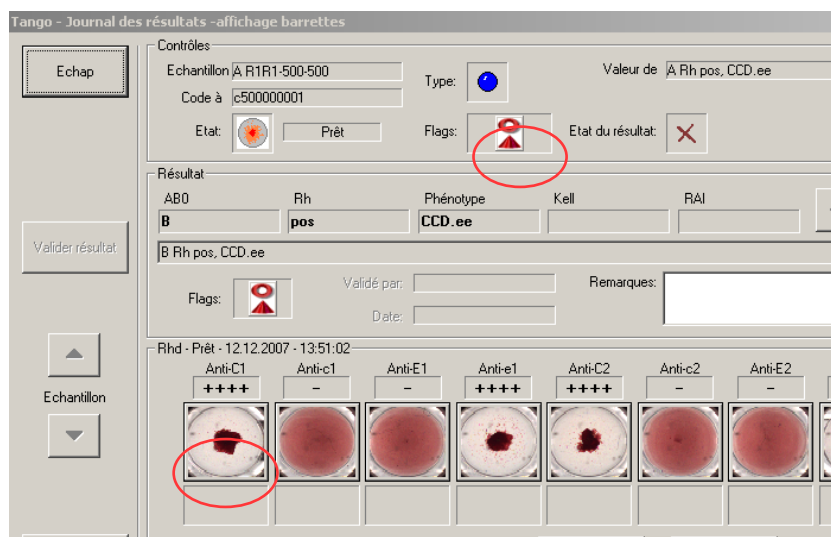 Tango - Journal des résultats -affichage barrettes
Echap
Contrôles
Echantillon A R1R1-500-500
Type:
Valeur de A Rh pos, CCD.ee
Code à c500000001
Etat: Prêt
Flags:
Etat du résultat:
Résultat
AB0 Rh Phénotype Kell RAI
B pos CCD.ee
Valider résultat
B Rh pos, CCD.ee
Flags:
Validé par:
Remarques:
Date:
Rhd - Prêt - 12.12.2007 - 13:51:02
Anti-C1 Anti-c1 Anti-E1 Anti-e1 Anti-C2 Anti-c2 Anti-E2
++++ - - ++++ ++++ - -
Echantillon